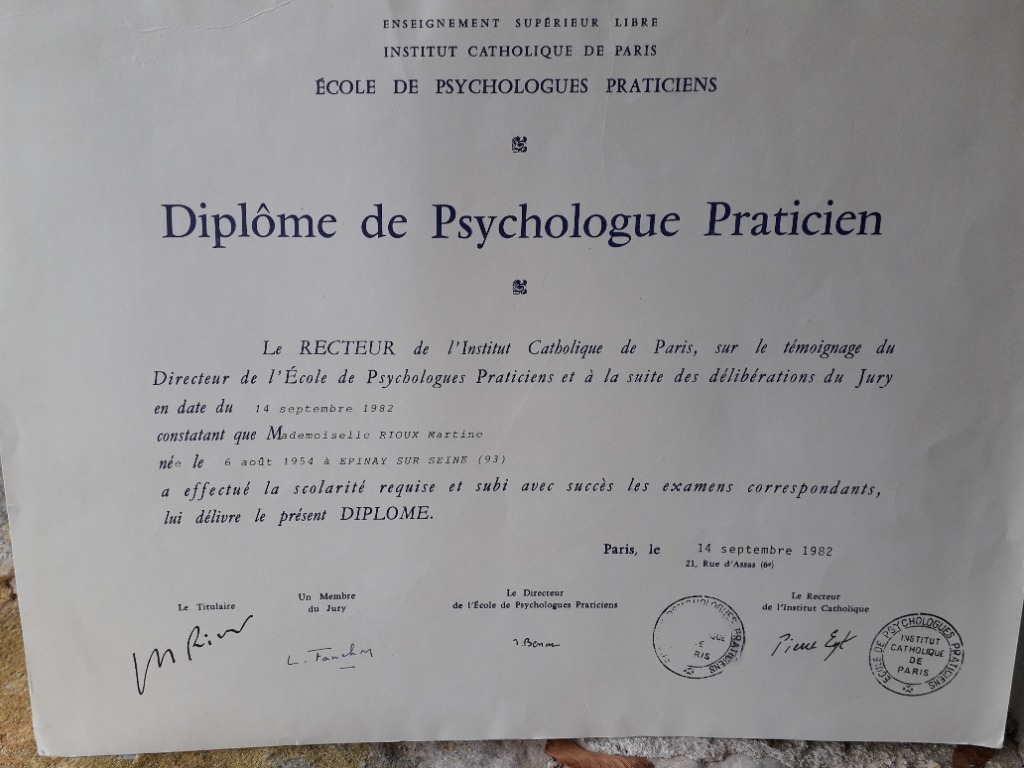 ENSEIGNEMENT SUPÉRIEUR LIBRE
INSTITUT CATHOLIQUE DE PARIS
ÉCOLE DE PSYCHOLOGUES PRATICIENS
Diplôme de Psychologue Praticien
Le RECTEUR de l'Institut Catholique de Paris, sur le témoignage du
Directeur de l'École de Psychologues Praticiens et à la suite des délibérations du Jury
en date du 14 septembre 1982
constatant que Mademoiselle RIOUX Martine
née le 6 août 1954 à EPINAY SUR SEINE (93)
a effectué la scolarité requise et subi avec succès les examens correspondants,
lui délivre le présent DIPLOME.
Paris, le 14 septembre 1982
21, Rue d'Assas (6e)
Le Titulaire
Un Membre
du Jury
Le Directeur
de l'École de Psychologues Praticiens
Le Recteur
de l'Institut Catholique
PSYCHOLOGUES PRATICIENS
ÉCOLE DE PSYCHOLOGUES PRATICIENS
INSTITUT
CATHOLIQUE
DE
PARIS